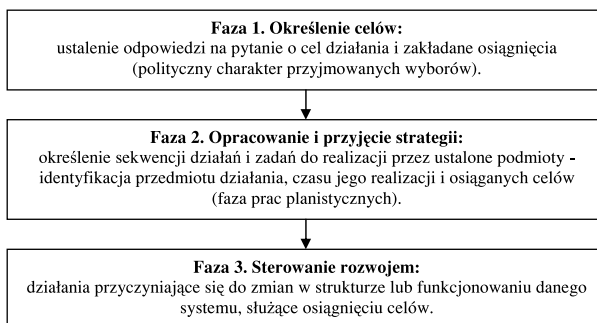 Faza 1. Określenie celów:
ustalenie odpowiedzi na pytanie o cel działania i zakładane osiągnięcia
(polityczny charakter przyjmowanych wyborów).
Faza 2. Opracowanie i przyjęcie strategii:
określenie sekwencji działań i zadań do realizacji przez ustalone podmioty -
identyfikacja przedmiotu działania, czasu jego realizacji i osiąganych celów
(faza prac planistycznych).
Faza 3. Sterowanie rozwojem:
działania przyczyniające się do zmian w strukturze lub funkcjonowaniu danego
systemu, służące osiągnięciu celów.